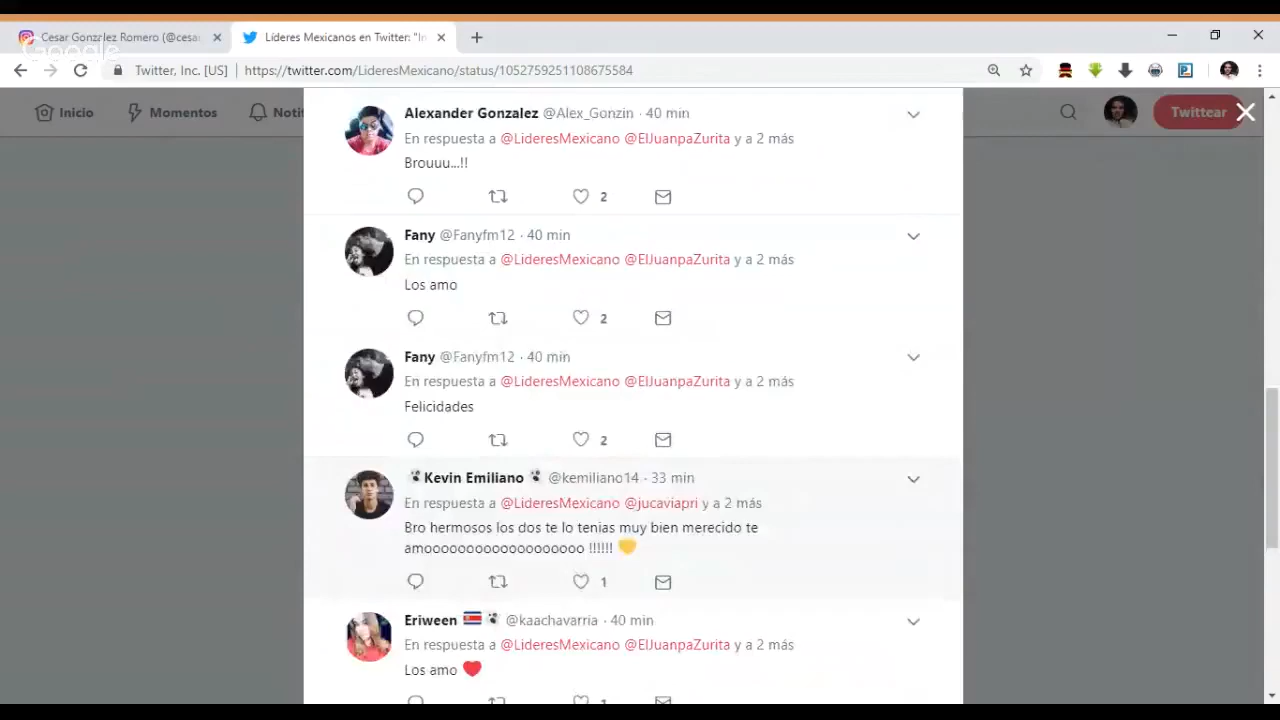 Cesar Gonzalez Romero (@cesa
Líderes Mexicanos en Twitter: "In
Google
Twitter, Inc. [US] | https://twitter.com/LideresMexicano/status/1052759251108675584
Inicio Momentos Noti Twittear
Alexander Gonzalez @Alex_Gonzin · 40 min
En respuesta a @LideresMexicano @ElJuanpaZurita y a 2 más
Brouuu...!!
2
Fany @Fanyfm12 · 40 min
En respuesta a @LideresMexicano @ElJuanpaZurita y a 2 más
Los amo
2
Fany @Fanyfm12 · 40 min
En respuesta a @LideresMexicano @ElJuanpaZurita y a 2 más
Felicidades
2
Kevin Emiliano @kemiliano14 · 33 min
En respuesta a @LideresMexicano @jucaviapri y a 2 más
Bro hermosos los dos te lo tenias muy bien merecido te
amooooooooooooooooooo !!!!!! 💛
1
Eriween 🇨🇷 @kaachavarria · 40 min
En respuesta a @LideresMexicano @ElJuanpaZurita y a 2 más
Los amo ❤️
1